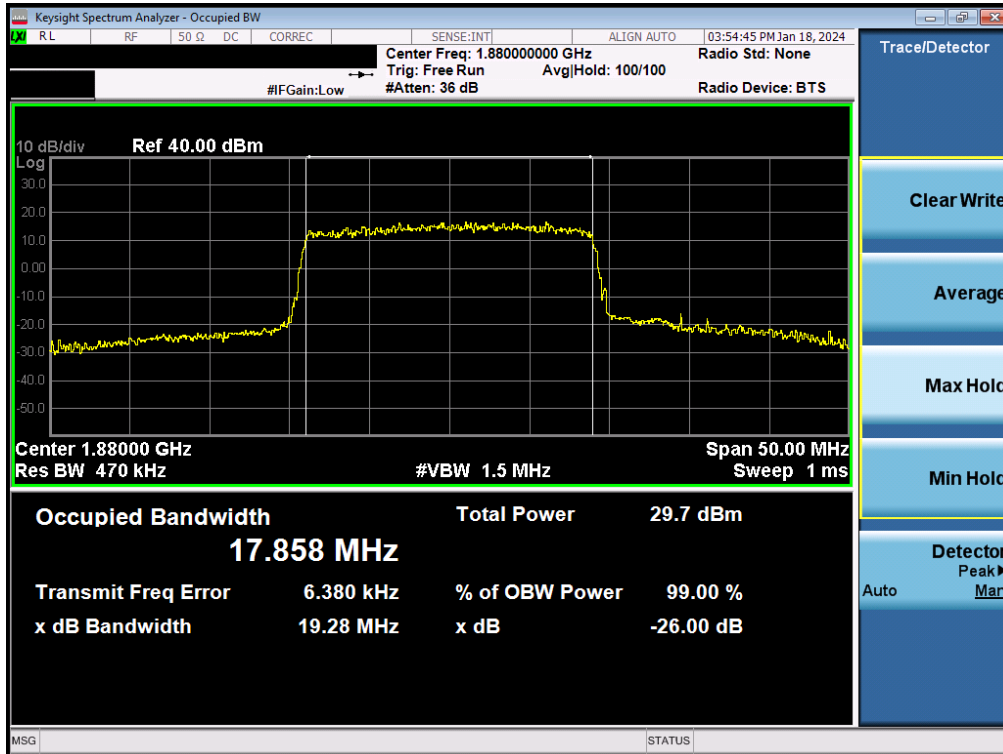 Keysight Spectrum Analyzer - Occupied BW
LXI RL RF 50 Ω DC CORREC SENSE:INT ALIGN AUTO 03:54:45 PM Jan 18, 2024
Center Freq: 1.880000000 GHz Radio Std: None
Trig: Free Run Avg|Hold: 100/100
#IFGain:Low #Atten: 36 dB Radio Device: BTS
Trace/Detector
10 dB/div Ref 40.00 dBm
Log
30.0
20.0
10.0
0.00
-10.0
-20.0
-30.0
-40.0
-50.0
Center 1.88000 GHz Span 50.00 MHz
Res BW 470 kHz #VBW 1.5 MHz Sweep 1 ms
Occupied Bandwidth Total Power 29.7 dBm
17.858 MHz
Transmit Freq Error 6.380 kHz % of OBW Power 99.00 %
x dB Bandwidth 19.28 MHz x dB -26.00 dB
Clear Write
Average
Max Hold
Min Hold
Detector
Peak
Auto Man
MSG STATUS